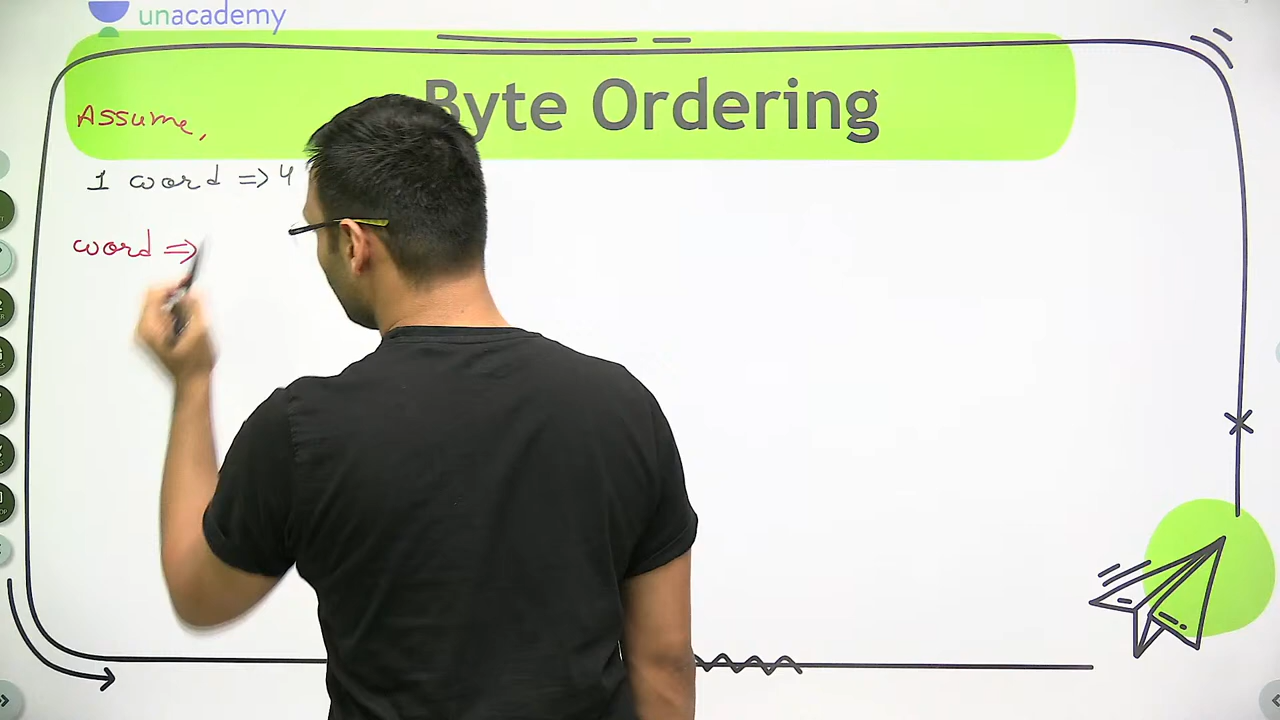 unacademy
Byte Ordering
Assume,
1 word => 4
word =>